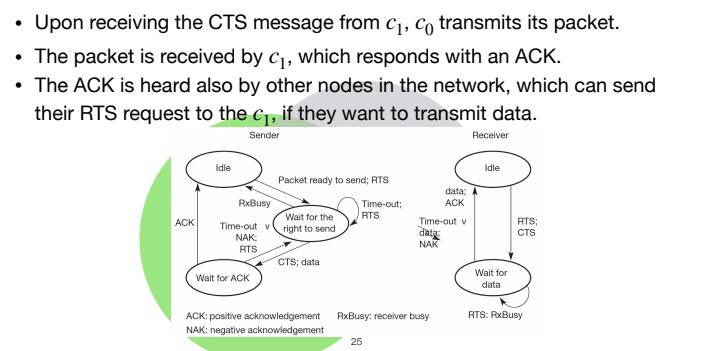 • Upon receiving the CTS message from c₁, c₀ transmits its packet.
• The packet is received by c₁, which responds with an ACK.
• The ACK is heard also by other nodes in the network, which can send
their RTS request to the c₁, if they want to transmit data.
Sender
Receiver
Idle
Packet ready to send; RTS
RxBusy
Wait for the
right to send
Time-out;
RTS
ACK
Time-out v
NAK;
RTS
CTS; data
Wait for ACK
Idle
data;
ACK
Time-out v
data;
NAK
RTS;
CTS
Wait for
data
RTS: RxBusy
ACK: positive acknowledgement
RxBusy: receiver busy
NAK: negative acknowledgement
25